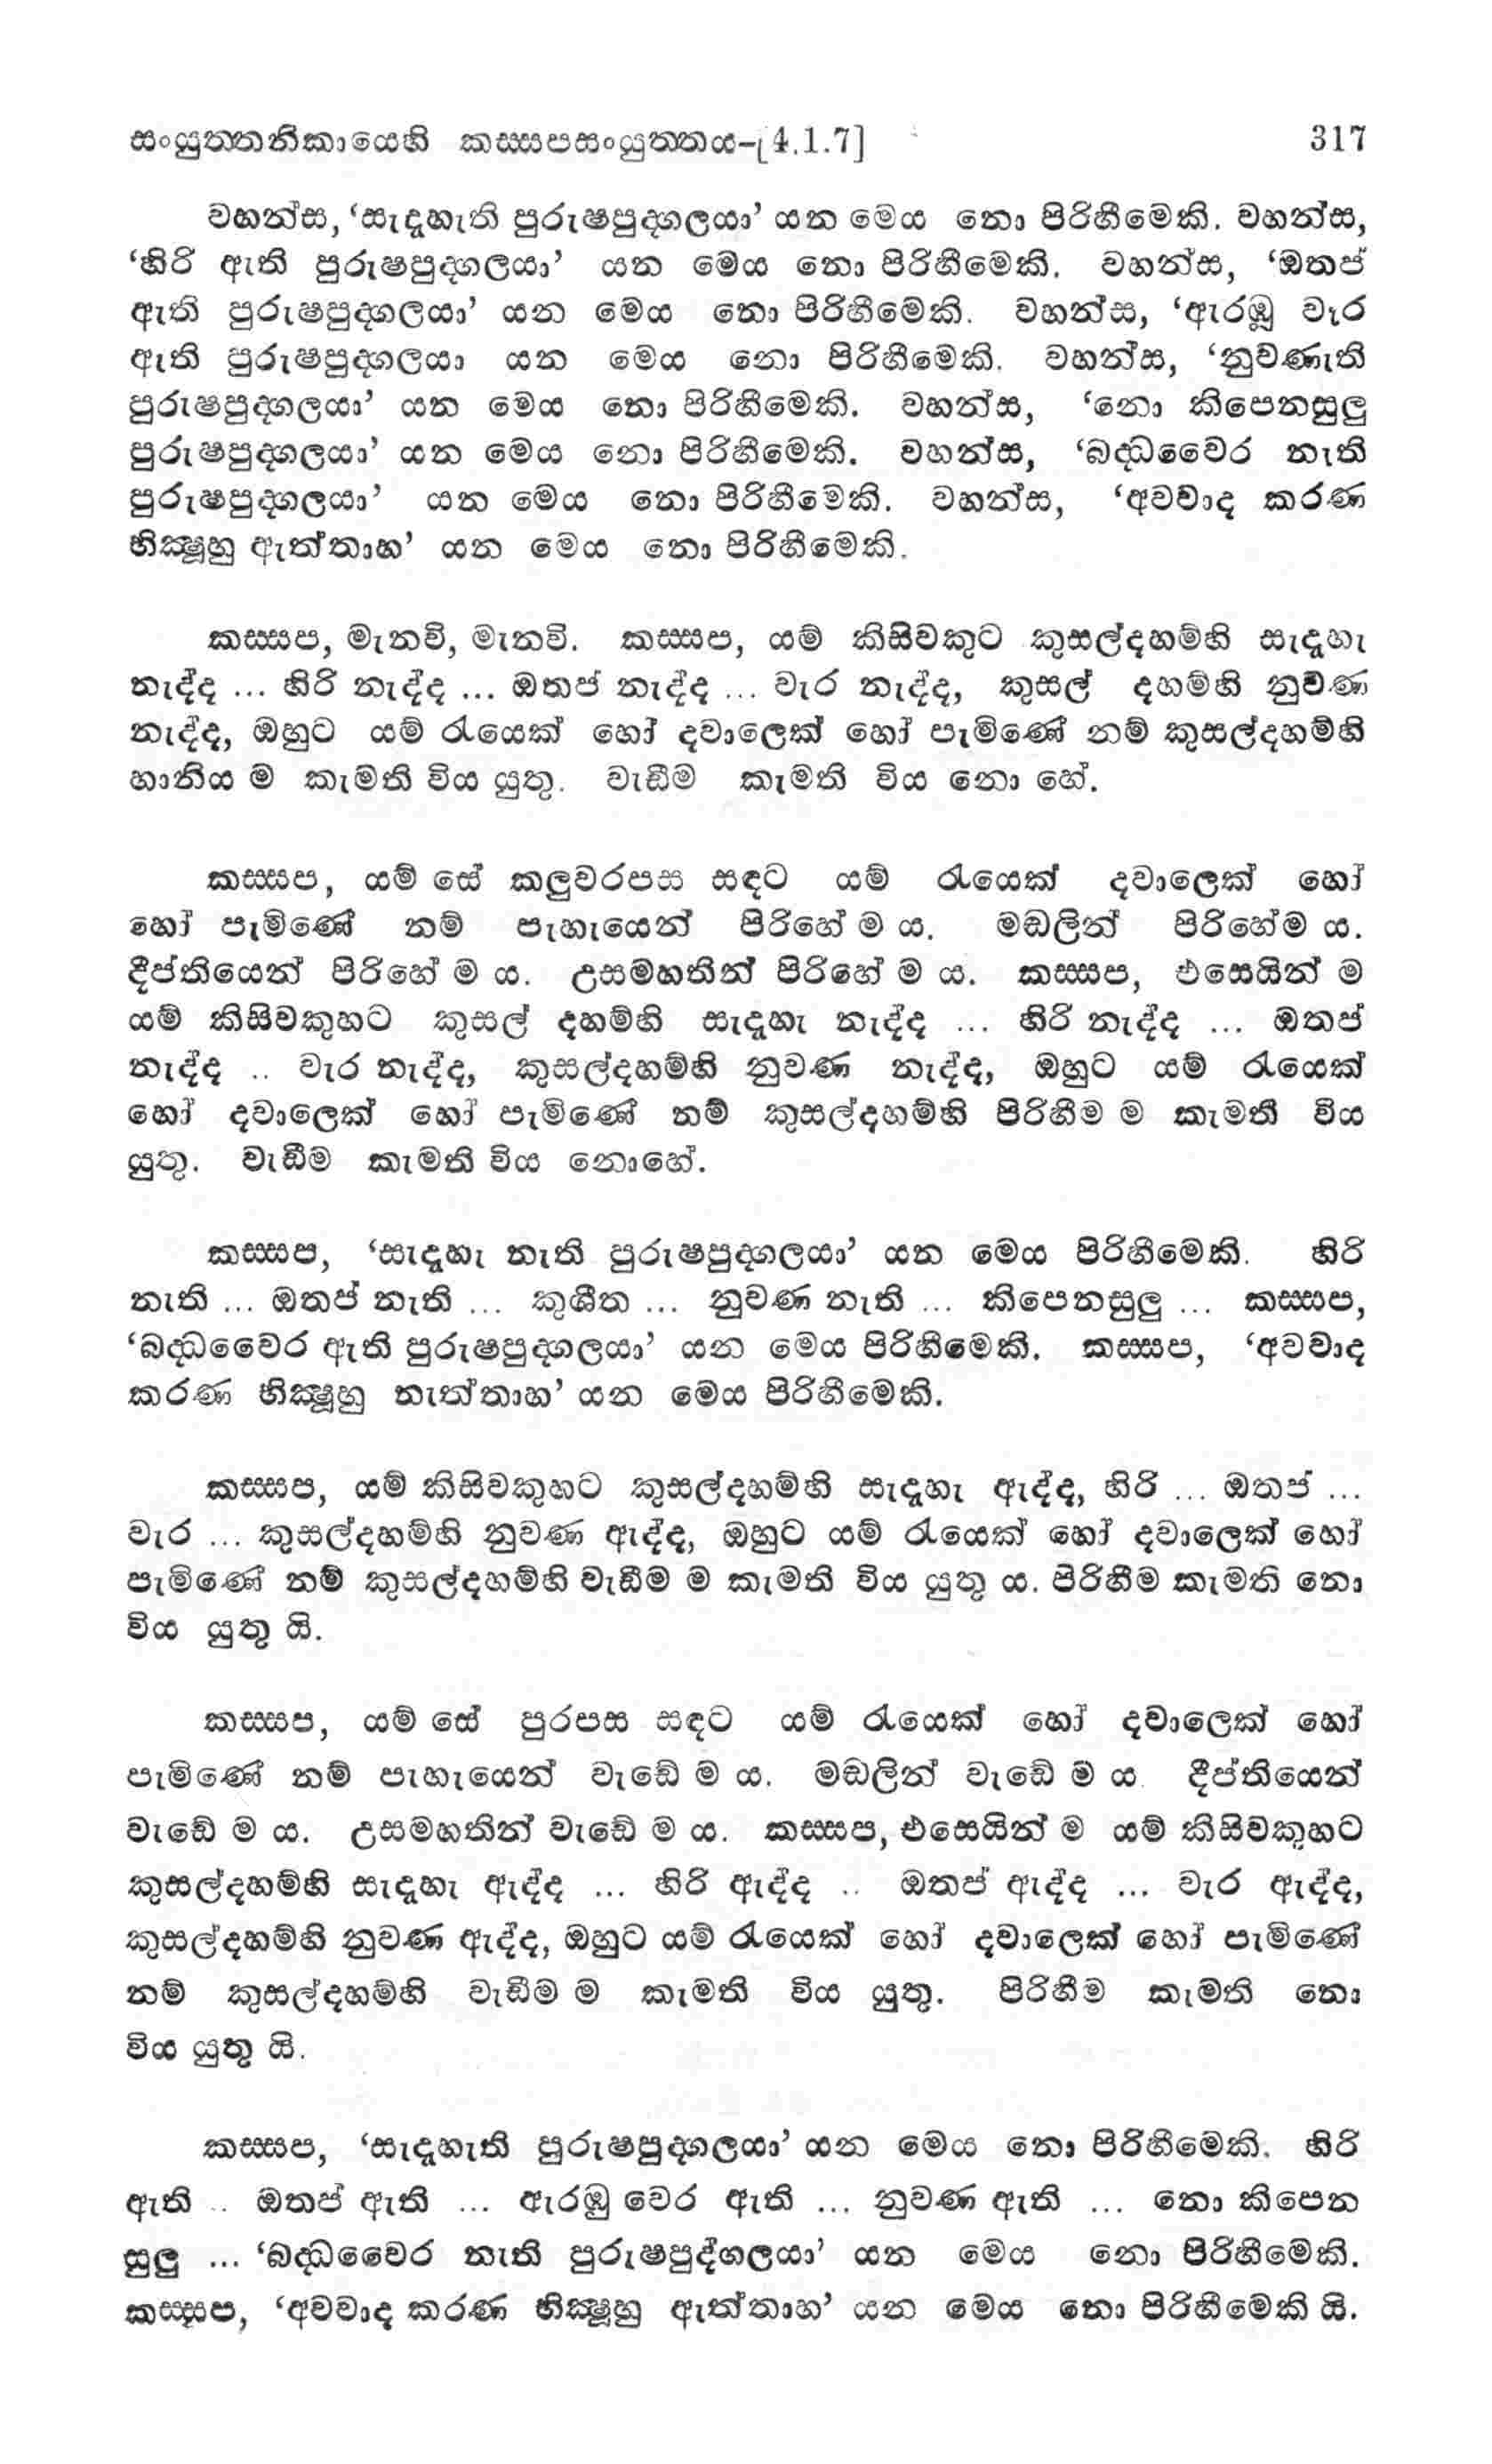 සංයුත්තනිකායෙහි කස්සපසංයුත්තය–[4.1.7] 317
වහන්ස, ‘සැදැහැති පුරුෂපුද්ගලයා’ යන මෙය නො පිරිහීමෙකි. වහන්ස,
‘හිරි ඇති පුරුෂපුද්ගලයා’ යන මෙය නො පිරිහීමෙකි. වහන්ස, ‘ඔතප්
ඇති පුරුෂපුද්ගලයා’ යන මෙය නො පිරිහීමෙකි. වහන්ස, ‘ඇරඹූ වැර
ඇති පුරුෂපුද්ගලයා යන මෙය නො පිරිහීමෙකි. වහන්ස, ‘නුවණැති
පුරුෂපුද්ගලයා’ යන මෙය නො පිරිහීමෙකි. වහන්ස, ‘නො කිපෙනසුලු
පුරුෂපුද්ගලයා’ යන මෙය නො පිරිහීමෙකි. වහන්ස, ‘බද්ධවෛර නැති
පුරුෂපුද්ගලයා’ යන මෙය නො පිරිහීමෙකි. වහන්ස, ‘අවවාද කරණ
භික්ෂූහු ඇත්තාහ’ යන මෙය නො පිරිහීමෙකි.
කස්සප, මැනවි, මැනවි. කස්සප, යම් කිසිවකුට කුසල්දහම්හි සැදැහැ
නැද්ද ... හිරි නැද්ද ... ඔතප් නැද්ද ... වැර නැද්ද, කුසල් දහම්හි නුවණ
නැද්ද, ඔහුට යම් රැයෙක් හෝ දවාලෙක් හෝ පැමිණේ නම් කුසල්දහම්හි
හානිය ම කැමති විය යුතු. වැඩීම කැමති විය නො හේ.
කස්සප, යම් සේ කලුවරපස සඳට යම් රැයෙක් දවාලෙක් හෝ
හෝ පැමිණේ නම් පැහැයෙන් පිරිහේ ම ය. මඩලින් පිරිහේම ය.
දීප්තියෙන් පිරිහේ ම ය. උසමහතින් පිරිහේ ම ය. කස්සප, එසෙයින් ම
යම් කිසිවකුහට කුසල් දහම්හි සැදැහැ නැද්ද ... හිරි නැද්ද ... ඔතප්
නැද්ද .. වැර නැද්ද, කුසල්දහම්හි නුවණ නැද්ද, ඔහුට යම් රැයෙක්
හෝ දවාලෙක් හෝ පැමිණේ නම් කුසල්දහම්හි පිරිහීම ම කැමති විය
යුතු. වැඩීම කැමති විය නොහේ.
කස්සප, ‘සැදැහැ නැති පුරුෂපුද්ගලයා’ යන මෙය පිරිහීමෙකි. හිරි
නැති ... ඔතප් නැති ... කුශීත ... නුවණ නැති ... කිපෙනසුලු ... කස්සප,
‘බද්ධවෛර ඇති පුරුෂපුද්ගලයා’ යන මෙය පිරිහීමෙකි. කස්සප, ‘අවවාද
කරණ භික්ෂූහු නැත්තාහ’ යන මෙය පිරිහීමෙකි.
කස්සප, යම් කිසිවකුහට කුසල්දහම්හි සැදැහැ ඇද්ද, හිරි ... ඔතප් ...
වැර ... කුසල්දහම්හි නුවණ ඇද්ද, ඔහුට යම් රැයෙක් හෝ දවාලෙක් හෝ
පැමිණේ නම් කුසල්දහම්හි වැඩීම ම කැමති විය යුතු ය. පිරිහීම කැමති නො
විය යුතු යි.
කස්සප, යම් සේ පුරපස සඳට යම් රැයෙක් හෝ දවාලෙක් හෝ
පැමිණේ නම් පැහැයෙන් වැඩේ ම ය. මඩලින් වැඩේ ම ය. දීප්තියෙන්
වැඩේ ම ය. උසමහතින් වැඩේ ම ය. කස්සප, එසෙයින් ම යම් කිසිවකුහට
කුසල්දහම්හි සැදැහැ ඇද්ද ... හිරි ඇද්ද .. ඔතප් ඇද්ද ... වැර ඇද්ද,
කුසල්දහම්හි නුවණ ඇද්ද, ඔහුට යම් රැයෙක් හෝ දවාලෙක් හෝ පැමිණේ
නම් කුසල්දහම්හි වැඩීම ම කැමති විය යුතු. පිරිහීම කැමති නො
විය යුතු යි.
කස්සප, ‘සැදැහැති පුරුෂපුද්ගලයා’ යන මෙය නො පිරිහීමෙකි. හිරි
ඇති .. ඔතප් ඇති ... ඇරඹු වෙර ඇති ... නුවණ ඇති ... නො කිපෙන
සුලු ... ‘බද්ධවෛර නැති පුරුෂපුද්ගලයා’ යන මෙය නො පිරිහීමෙකි.
කස්සප, ‘අවවාද කරණ භික්ෂූහු ඇත්තාහ’ යන මෙය නො පිරිහීමෙකි යි.